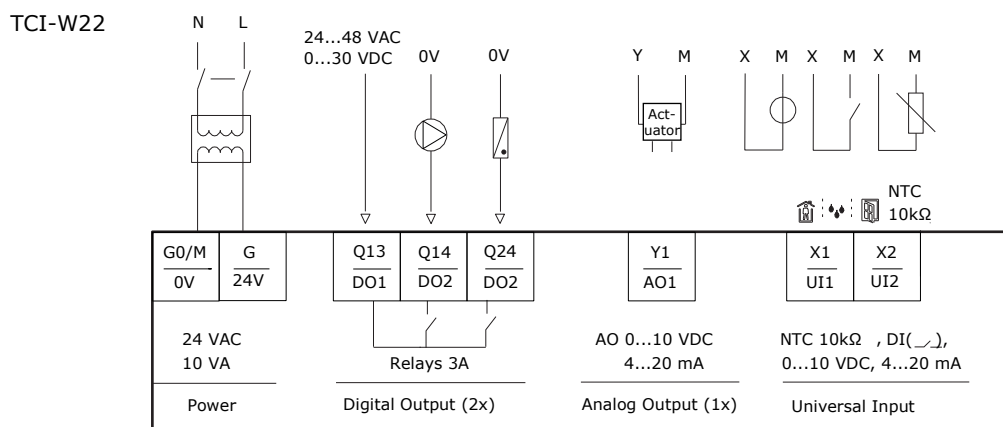 TCI-W22
N L
24...48 VAC
0...30 VDC
0V
0V
Y M
X M X M X M
Act-
uator
NTC
10kΩ
G0/M
0V
G
24V
Q13
DO1
Q14
DO2
Q24
DO2
Y1
AO1
X1
UI1
X2
UI2
24 VAC
10 VA
Relays 3A
AO 0...10 VDC
4...20 mA
NTC 10kΩ , DI( ),
0...10 VDC, 4...20 mA
Power
Digital Output (2x)
Analog Output (1x)
Universal Input